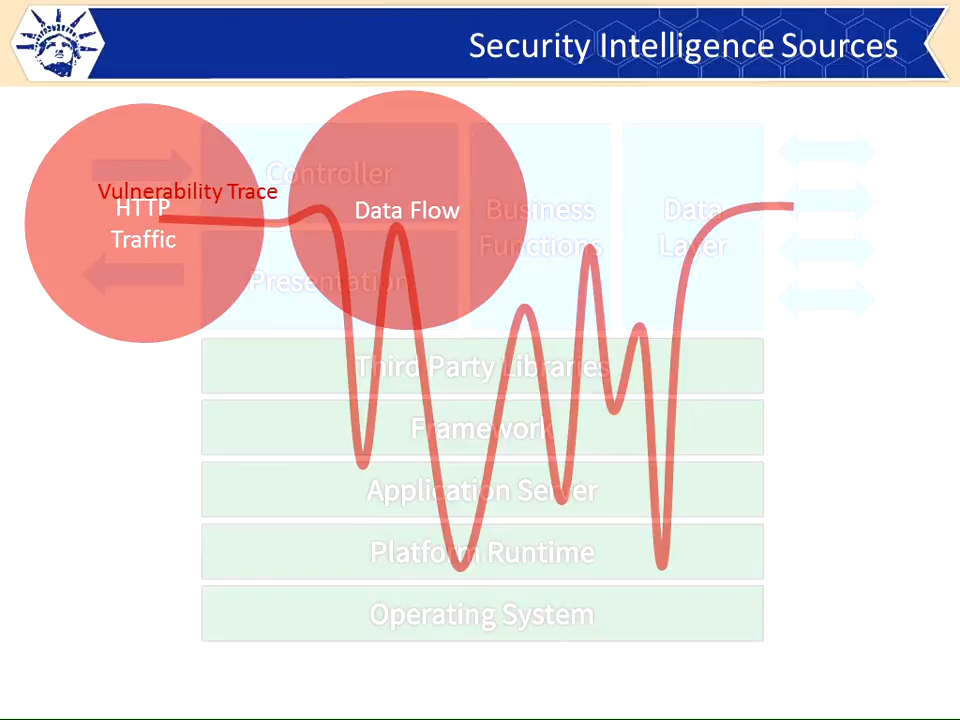 Security Intelligence Sources
Controller
Vulnerability Trace
HTTP
Traffic
Data Flow
Business
Functions
Data
Layer
Presentation
Third Party Libraries
Framework
Application Server
Platform Runtime
Operating System